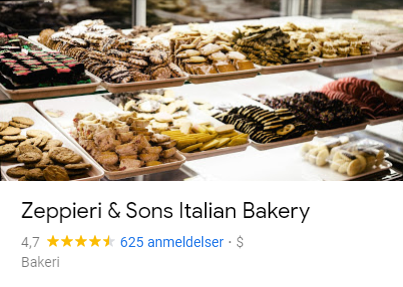 Zeppieri & Sons Italian Bakery
4,7 625 anmeldelser · $
Bakeri